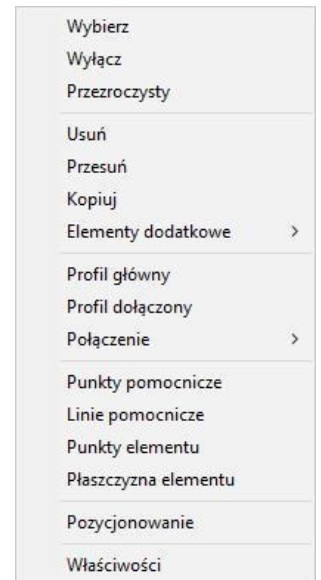 Wybierz
Wyłącz
Przezroczysty
Usuń
Przesuń
Kopiuj
Elementy dodatkowe
Profil główny
Profil dołączony
Połączenie
Punkty pomocnicze
Linie pomocnicze
Punkty elementu
Płaszczyzna elementu
Pozycjonowanie
Właściwości